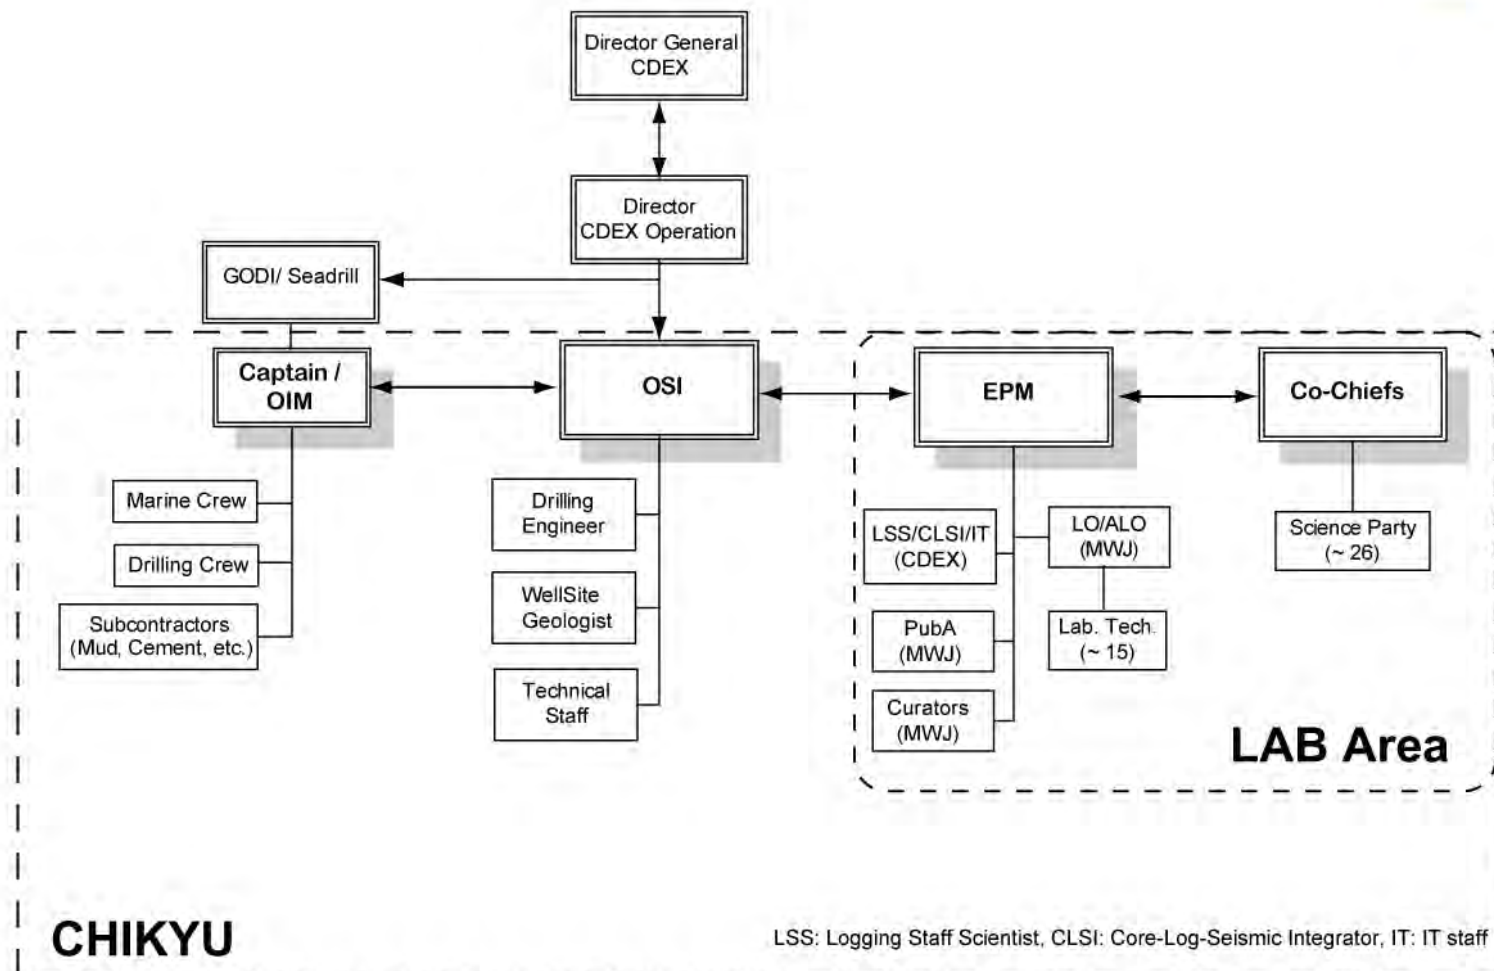 Director General
CDEX
Director
CDEX Operation
GODI/ Seadrill
Captain /
OIM
OSI
EPM
Co-Chiefs
Marine Crew
Drilling Crew
Subcontractors
(Mud, Cement, etc.)
Drilling
Engineer
WellSite
Geologist
Technical
Staff
LSS/CLSI/IT
(CDEX)
LO/ALO
(MWJ)
PubA
(MWJ)
Lab. Tech.
(~ 15)
Curators
(MWJ)
Science Party
(~ 26)
LAB Area
CHIKYU
LSS: Logging Staff Scientist, CLSI: Core-Log-Seismic Integrator, IT: IT staff